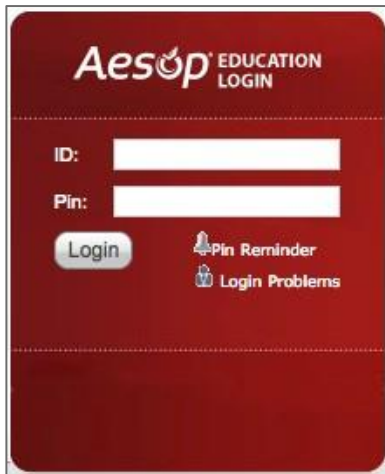 Aesop EDUCATION
LOGIN
ID:
Pin:
Login
Pin Reminder
Login Problems